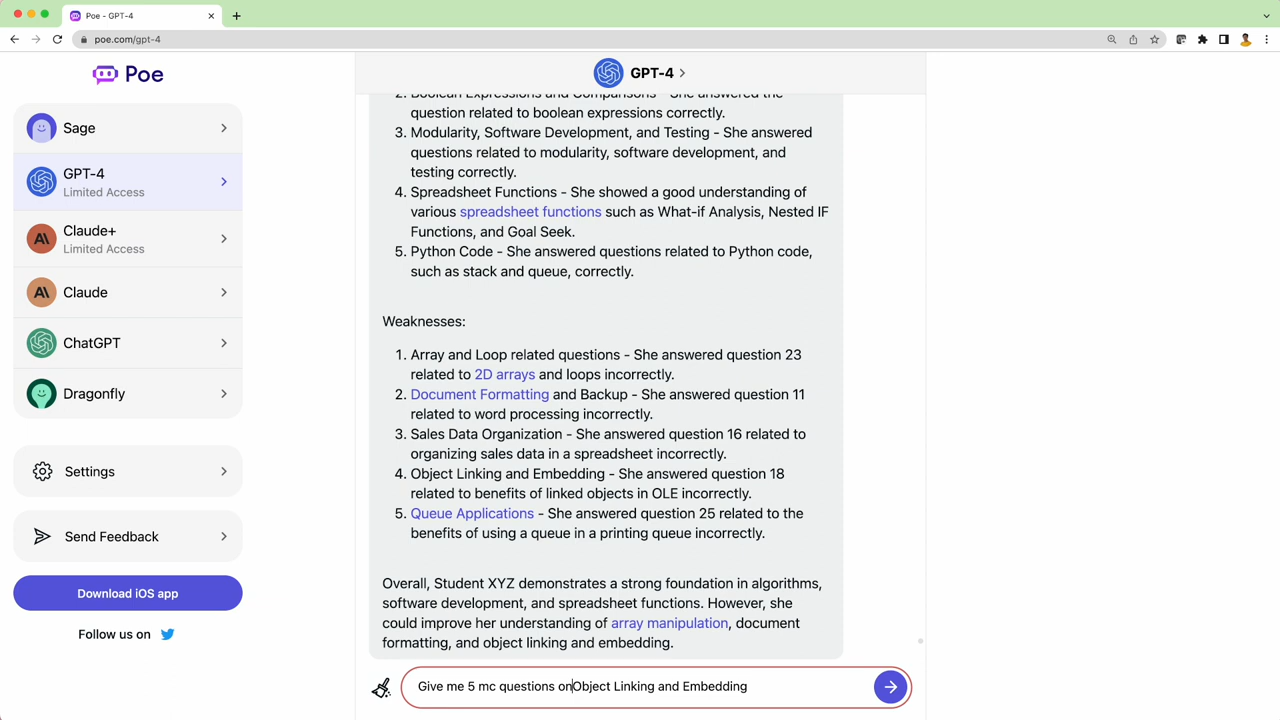 Poe - GPT-4
poe.com/gpt-4
Poe
Sage
GPT-4
Limited Access
Claude+
Limited Access
Claude
ChatGPT
Dragonfly
Settings
Send Feedback
Download iOS app
Follow us on
GPT-4
2. Boolean Expressions and Comparisons - She answered the
question related to boolean expressions correctly.
3. Modularity, Software Development, and Testing - She answered
questions related to modularity, software development, and
testing correctly.
4. Spreadsheet Functions - She showed a good understanding of
various spreadsheet functions such as What-if Analysis, Nested IF
Functions, and Goal Seek.
5. Python Code - She answered questions related to Python code,
such as stack and queue, correctly.
Weaknesses:
1. Array and Loop related questions - She answered question 23
related to 2D arrays and loops incorrectly.
2. Document Formatting and Backup - She answered question 11
related to word processing incorrectly.
3. Sales Data Organization - She answered question 16 related to
organizing sales data in a spreadsheet incorrectly.
4. Object Linking and Embedding - She answered question 18
related to benefits of linked objects in OLE incorrectly.
5. Queue Applications - She answered question 25 related to the
benefits of using a queue in a printing queue incorrectly.
Overall, Student XYZ demonstrates a strong foundation in algorithms,
software development, and spreadsheet functions. However, she
could improve her understanding of array manipulation, document
formatting, and object linking and embedding.
Give me 5 mc questions onObject Linking and Embedding